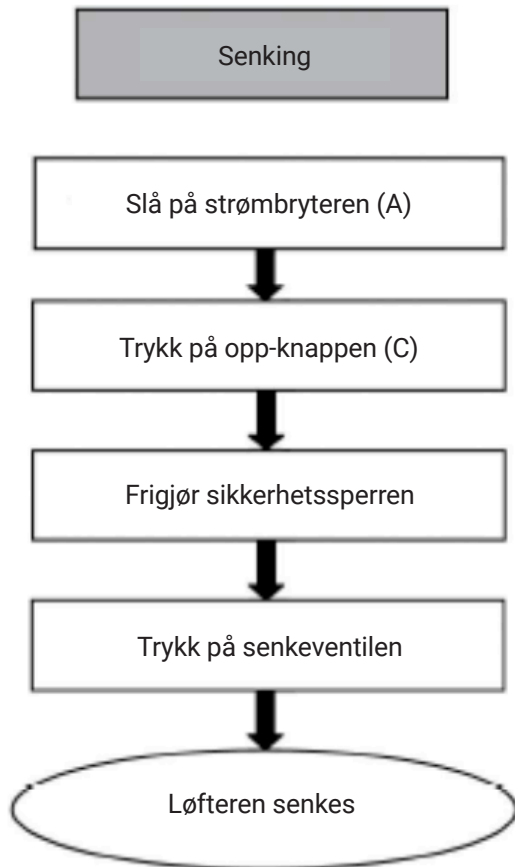 Senking
Slå på strømbryteren (A)
Trykk på opp-knappen (C)
Frigjør sikkerhetssperren
Trykk på senkeventilen
Løfteren senkes